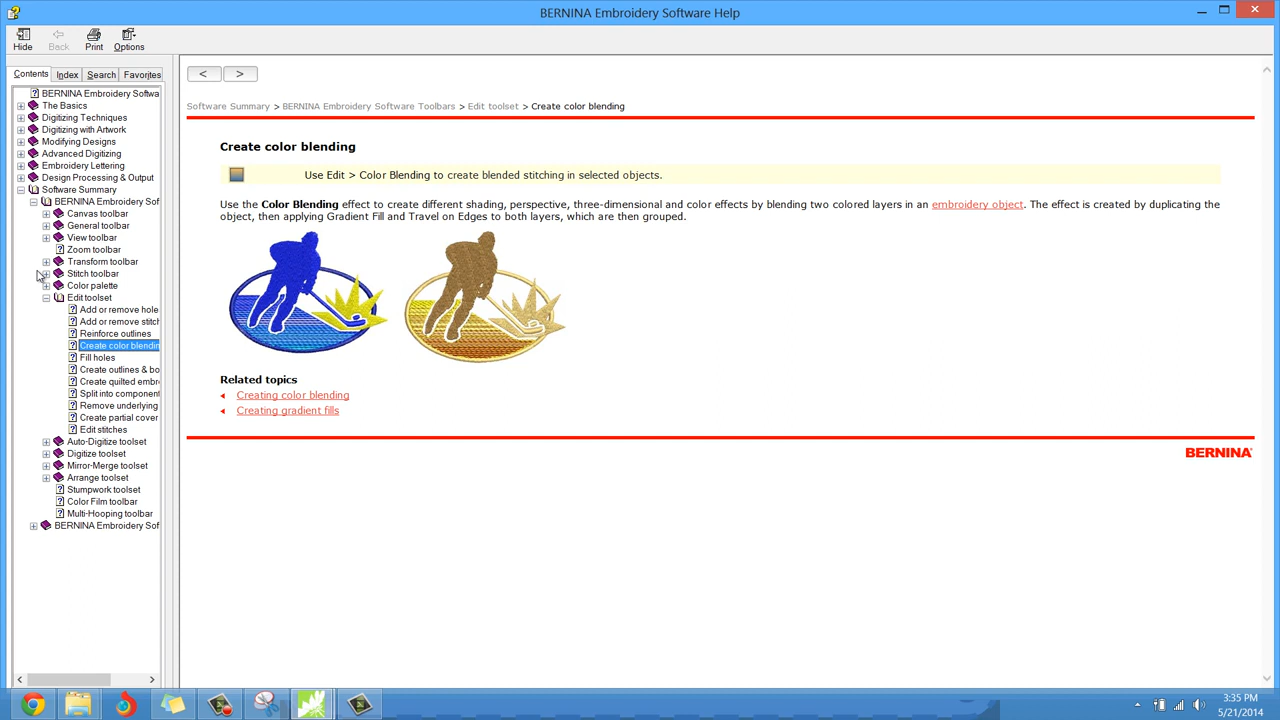 BERNINA Embroidery Software Help
Hide
Back
Print
Options
Contents
Index
Search
Favorites
<
>
BERNINA Embroidery Softwa
The Basics
Digitizing Techniques
Digitizing with Artwork
Modifying Designs
Advanced Digitizing
Embroidery Lettering
Design Processing & Output
Software Summary
BERNINA Embroidery Sof
Canvas toolbar
General toolbar
View toolbar
Zoom toolbar
Transform toolbar
Stitch toolbar
Color palette
Edit toolset
Add or remove hole
Add or remove stitch
Reinforce outlines
Create color blendin
Fill holes
Create outlines & bo
Create quilted embr
Split into component
Remove underlying
Create partial cover
Edit stitches
Auto-Digitize toolset
Digitize toolset
Mirror-Merge toolset
Arrange toolset
Stumpwork toolset
Color Film toolbar
Multi-Hooping toolbar
BERNINA Embroidery Sof
Software Summary > BERNINA Embroidery Software Toolbars > Edit toolset > Create color blending
Create color blending
Use Edit > Color Blending to create blended stitching in selected objects.
Use the Color Blending effect to create different shading, perspective, three-dimensional and color effects by blending two colored layers in an embroidery object. The effect is created by duplicating the
object, then applying Gradient Fill and Travel on Edges to both layers, which are then grouped.
Related topics
Creating color blending
Creating gradient fills
BERNINA
3:35 PM
5/21/2014